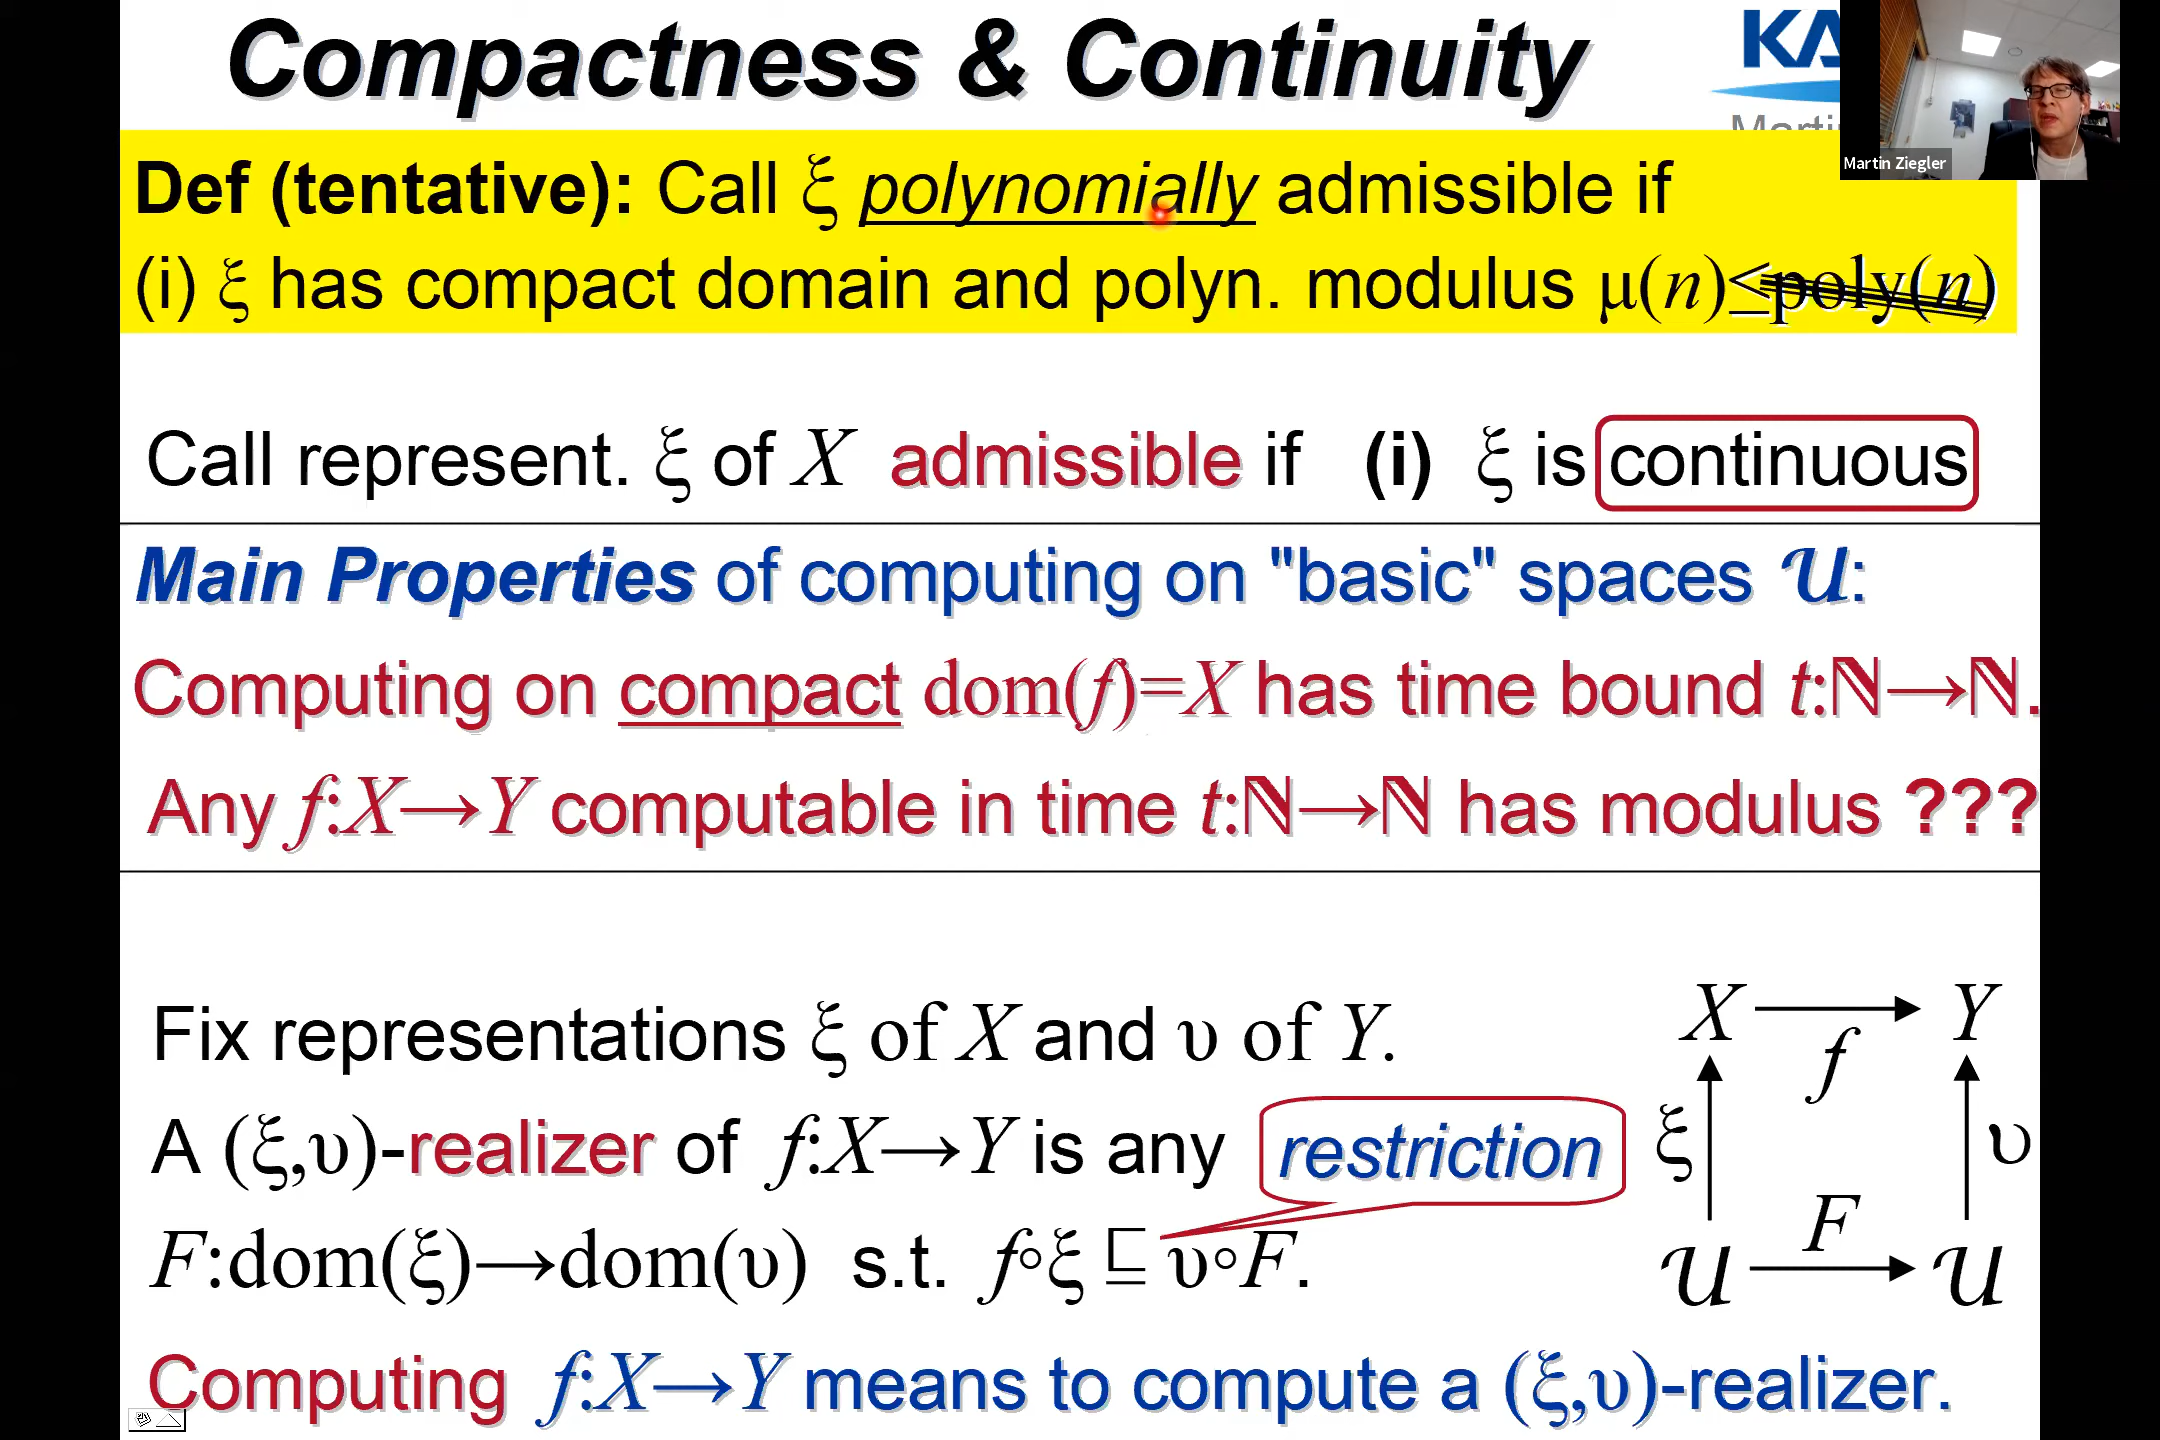 Compactness & Continuity
KA
Martin Ziegler
Def (tentative): Call ξ polynomially admissible if
(i) ξ has compact domain and polyn. modulus μ(n)≤poly(n)
Call represent. ξ of X admissible if (i) ξ is continuous
Main Properties of computing on "basic" spaces 𝒰:
Computing on compact dom(f)=X has time bound t:ℕ→ℕ.
Any f:X→Y computable in time t:ℕ→ℕ has modulus ???
Fix representations ξ of X and υ of Y.
A (ξ,υ)-realizer of f:X→Y is any restriction
F:dom(ξ)→dom(υ) s.t. f∘ξ ⊑ υ∘F.
Computing f:X→Y means to compute a (ξ,υ)-realizer.
X → Y
f
ξ υ
F
𝒰 → 𝒰